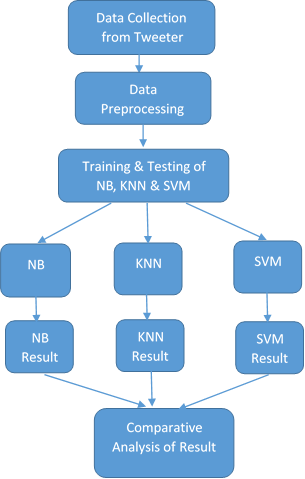 Data Collection
from Tweeter
Data
Preprocessing
Training & Testing of
NB, KNN & SVM
NB
KNN
SVM
NB
Result
KNN
Result
SVM
Result
Comparative
Analysis of Result